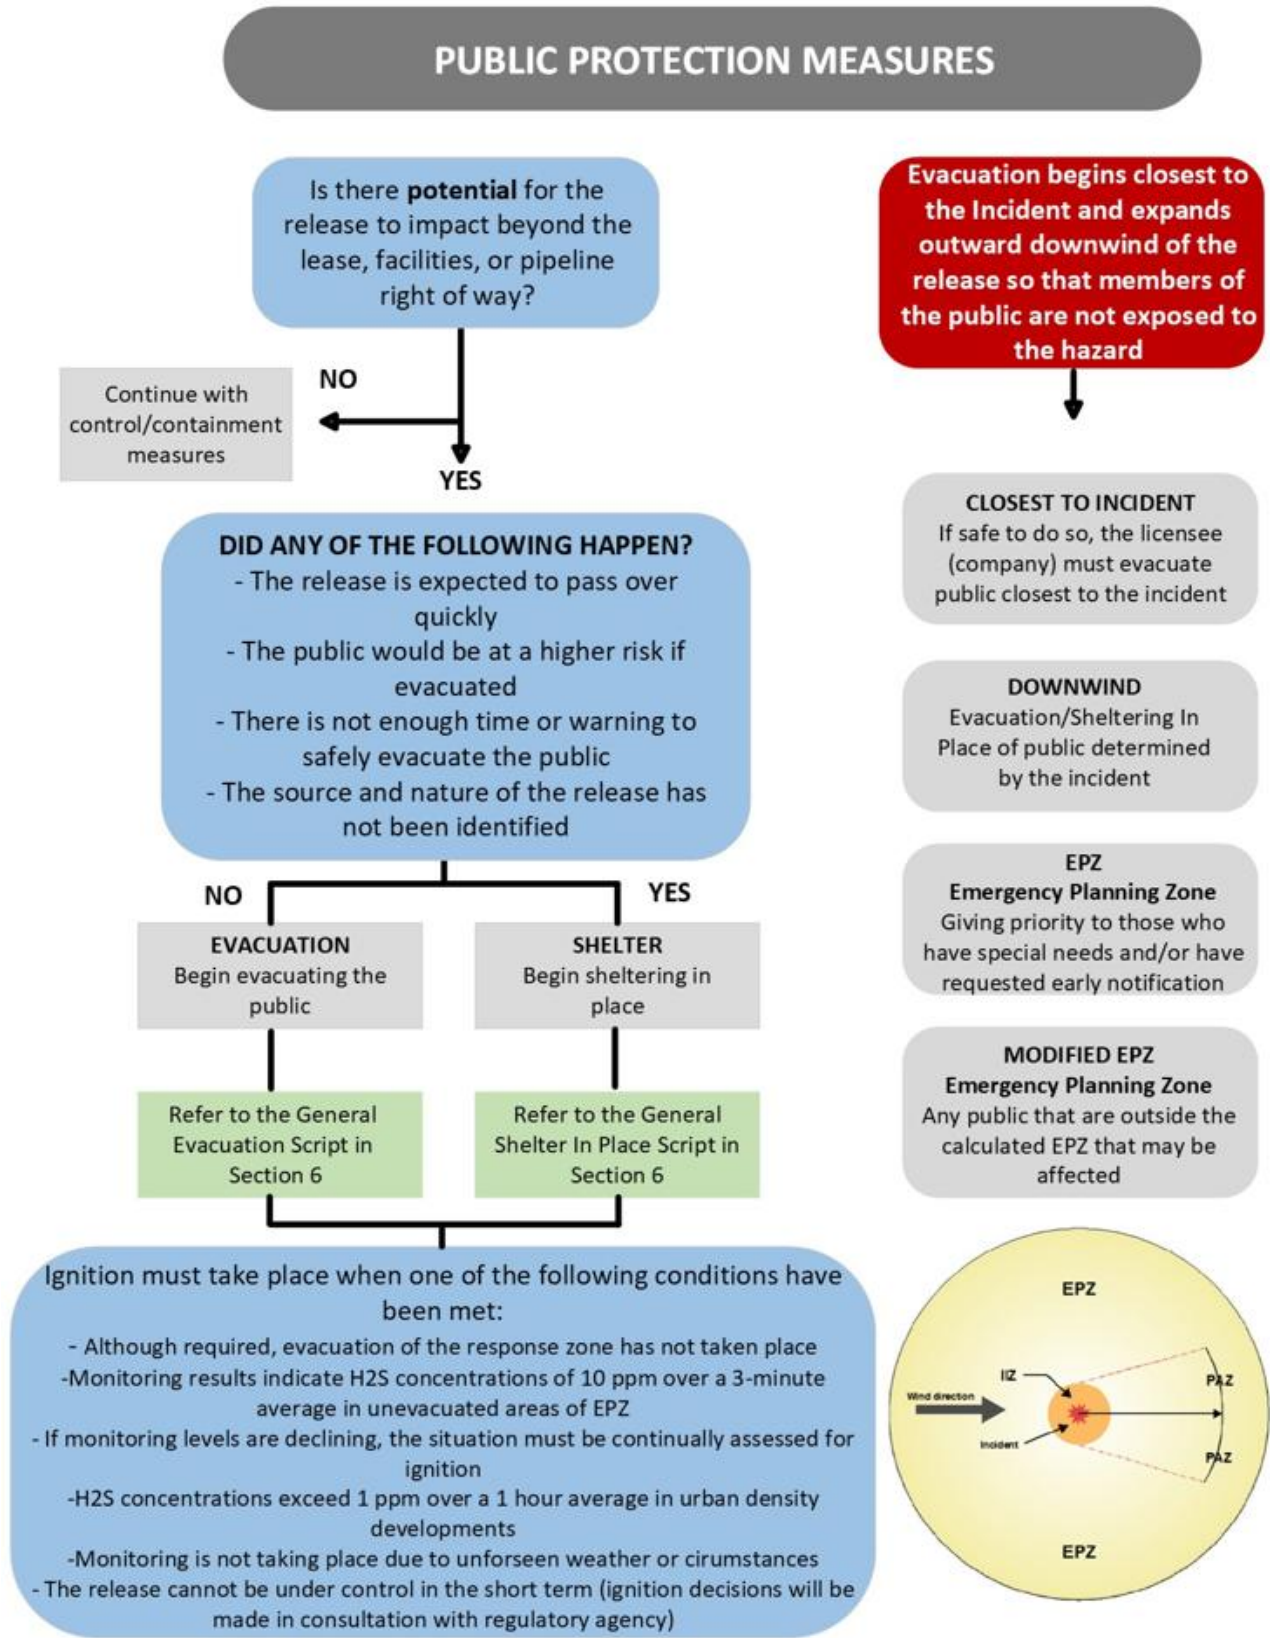 PUBLIC PROTECTION MEASURES
Is there potential for the
release to impact beyond the
lease, facilities, or pipeline
right of way?
NO
Continue with
control/containment
measures
YES
DID ANY OF THE FOLLOWING HAPPEN?
- The release is expected to pass over
quickly
- The public would be at a higher risk if
evacuated
- There is not enough time or warning to
safely evacuate the public
- The source and nature of the release has
not been identified
NO
YES
EVACUATION
Begin evacuating the
public
SHELTER
Begin sheltering in
place
Refer to the General
Evacuation Script in
Section 6
Refer to the General
Shelter In Place Script in
Section 6
Ignition must take place when one of the following conditions have
been met:
- Although required, evacuation of the response zone has not taken place
-Monitoring results indicate H2S concentrations of 10 ppm over a 3-minute
average in unevacuated areas of EPZ
- If monitoring levels are declining, the situation must be continually assessed for
ignition
-H2S concentrations exceed 1 ppm over a 1 hour average in urban density
developments
-Monitoring is not taking place due to unforseen weather or cirumstances
- The release cannot be under control in the short term (ignition decisions will be
made in consultation with regulatory agency)
Evacuation begins closest to
the Incident and expands
outward downwind of the
release so that members of
the public are not exposed to
the hazard
CLOSEST TO INCIDENT
If safe to do so, the licensee
(company) must evacuate
public closest to the incident
DOWNWIND
Evacuation/Sheltering In
Place of public determined
by the incident
EPZ
Emergency Planning Zone
Giving priority to those who
have special needs and/or have
requested early notification
MODIFIED EPZ
Emergency Planning Zone
Any public that are outside the
calculated EPZ that may be
affected
EPZ
IIZ
PAZ
Wind direction
Incident
PAZ
EPZ